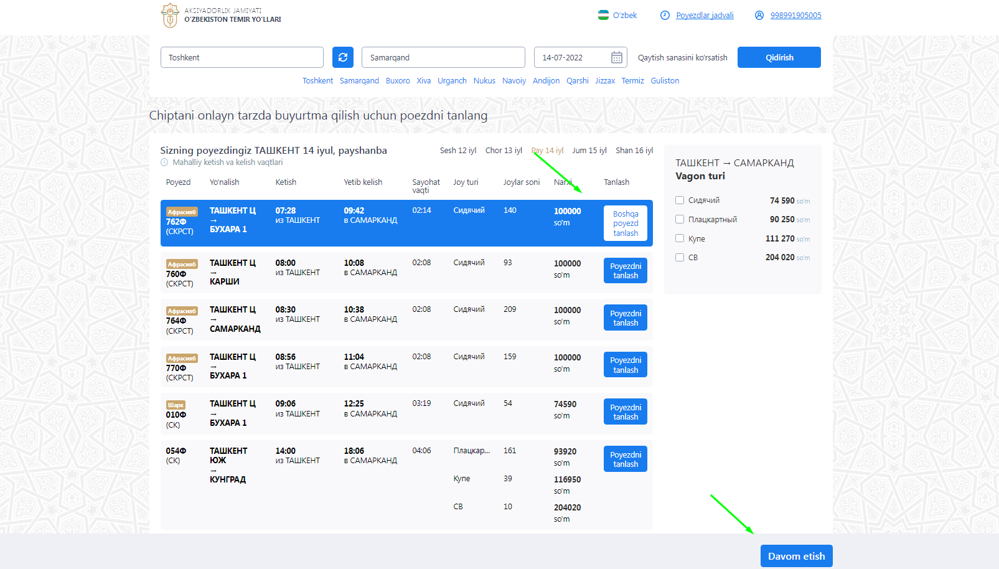 AKSIYADORLIK JAMIYATI
O'ZBEKISTON TEMIR YO'LLARI
O'zbek
Poyezdlar jadvali
998991905005
Toshkent
Samarqand
14-07-2022
Qaytish sanasini ko'rsatish
Qidirish
Toshkent Samarqand Buxoro Xiva Urganch Nukus Navoiy Andijon Qarshi Jizzax Termiz Guliston
Chiptani onlayn tarzda buyurtma qilish uchun poezdni tanlang
Sizning poyezdingiz ТАШКЕНТ 14 iyul, payshanba
Sesh 12 iyl Chor 13 iyl Pay 14 iyl Jum 15 iyl Shan 16 iyl
Mahalliy ketish va kelish vaqtlari
Poyezd Yo'nalish Ketish Yetib kelish Sayohat vaqti Joy turi Joylar soni Narxi Tanlash
Афрасияб
762Ф
(СКРСТ)
ТАШКЕНТ Ц
→
БУХАРА 1
07:28
из ТАШКЕНТ
09:42
в САМАРКАНД
02:14
Сидячий
140
100000
so'm
Boshqa
poyezd
tanlash
Афрасияб
760Ф
(СКРСТ)
ТАШКЕНТ Ц
→
КАРШИ
08:00
из ТАШКЕНТ
10:08
в САМАРКАНД
02:08
Сидячий
93
100000
so'm
Poyezdni
tanlash
Афрасияб
764Ф
(СКРСТ)
ТАШКЕНТ Ц
→
САМАРКАНД
08:30
из ТАШКЕНТ
10:38
в САМАРКАНД
02:08
Сидячий
209
100000
so'm
Poyezdni
tanlash
Афрасияб
770Ф
(СКРСТ)
ТАШКЕНТ Ц
→
БУХАРА 1
08:56
из ТАШКЕНТ
11:04
в САМАРКАНД
02:08
Сидячий
159
100000
so'm
Poyezdni
tanlash
Шарк
010Ф
(СК)
ТАШКЕНТ Ц
→
БУХАРА 1
09:06
из ТАШКЕНТ
12:25
в САМАРКАНД
03:19
Сидячий
54
74590
so'm
Poyezdni
tanlash
054Ф
(СК)
ТАШКЕНТ
ЮЖ
→
КУНГРАД
14:00
из ТАШКЕНТ
18:06
в САМАРКАНД
04:06
Плацкар...
161
93920
so'm
Купе
39
116950
so'm
СВ
10
204020
so'm
Poyezdni
tanlash
ТАШКЕНТ → САМАРКАНД
Vagon turi
Сидячий 74 590 so'm
Плацкартный 90 250 so'm
Купе 111 270 so'm
СВ 204 020 so'm
Davom etish